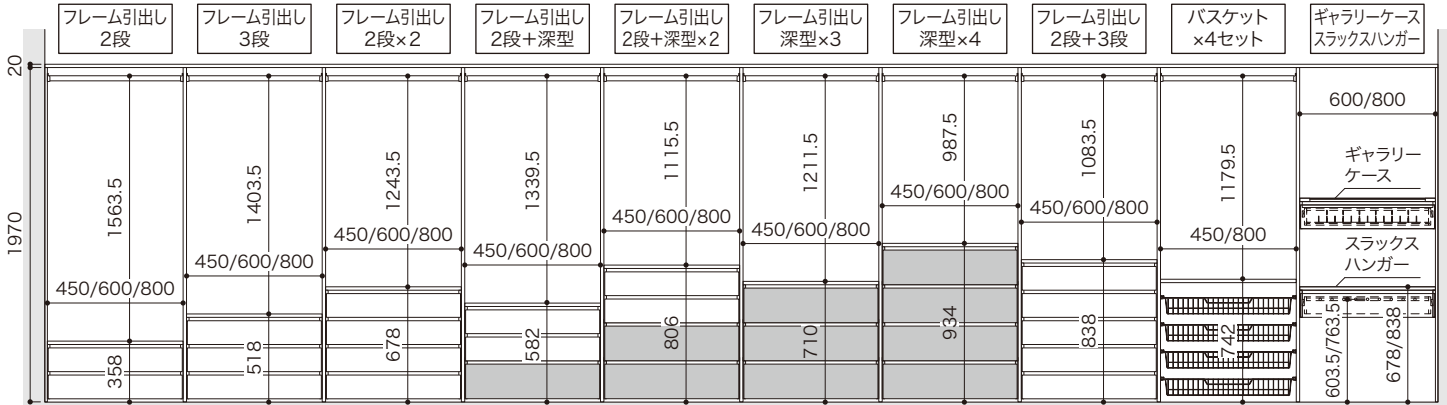 フレーム引出し
2段
フレーム引出し
3段
フレーム引出し
2段×2
フレーム引出し
2段＋深型
フレーム引出し
2段＋深型×2
フレーム引出し
深型×3
フレーム引出し
深型×4
フレーム引出し
2段＋3段
バスケット
×4セット
ギャラリーケース
スラックスハンガー
20
1970
1563.5
450/600/800
358
1403.5
450/600/800
518
1243.5
450/600/800
678
1339.5
450/600/800
582
1115.5
450/600/800
806
1211.5
450/600/800
710
987.5
450/600/800
934
1083.5
450/600/800
838
1179.5
450/800
742
600/800
ギャラリー
ケース
スラックス
ハンガー
603.5/763.5
678/838